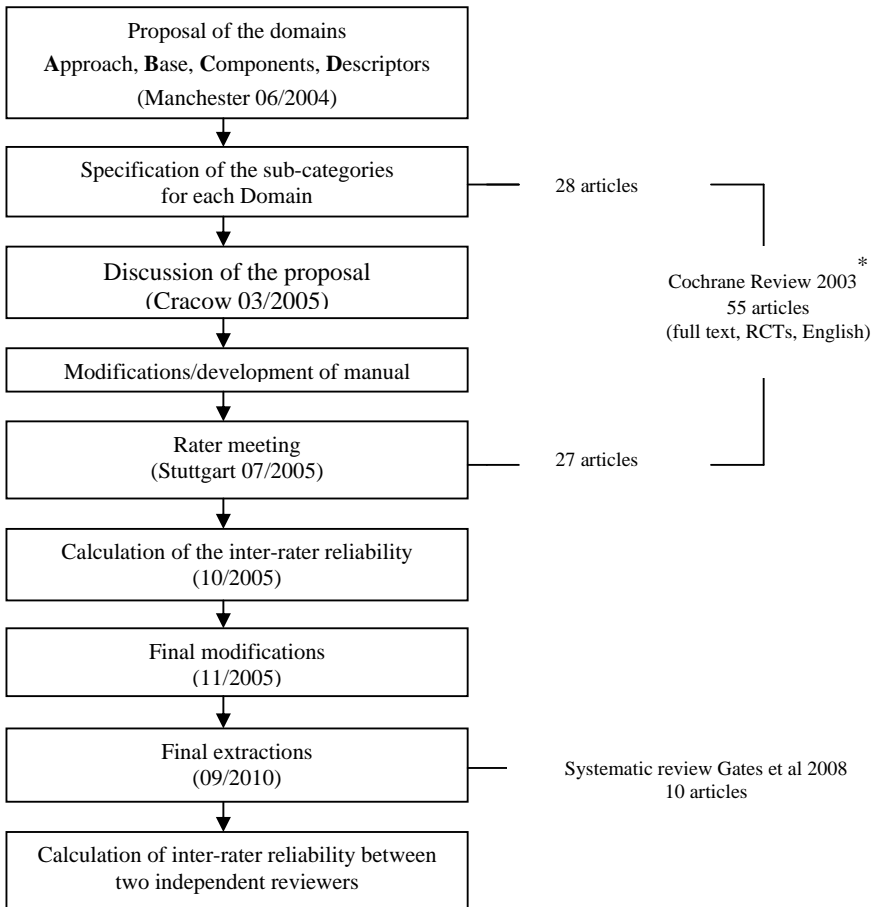 Proposal of the domains
Approach, Base, Components, Descriptors
(Manchester 06/2004)
Specification of the sub-categories
for each Domain
28 articles
Discussion of the proposal
(Cracow 03/2005)
*
Cochrane Review 2003
55 articles
(full text, RCTs, English)
Modifications/development of manual
Rater meeting
(Stuttgart 07/2005)
27 articles
Calculation of the inter-rater reliability
(10/2005)
Final modifications
(11/2005)
Final extractions
(09/2010)
Systematic review Gates et al 2008
10 articles
Calculation of inter-rater reliability between
two independent reviewers